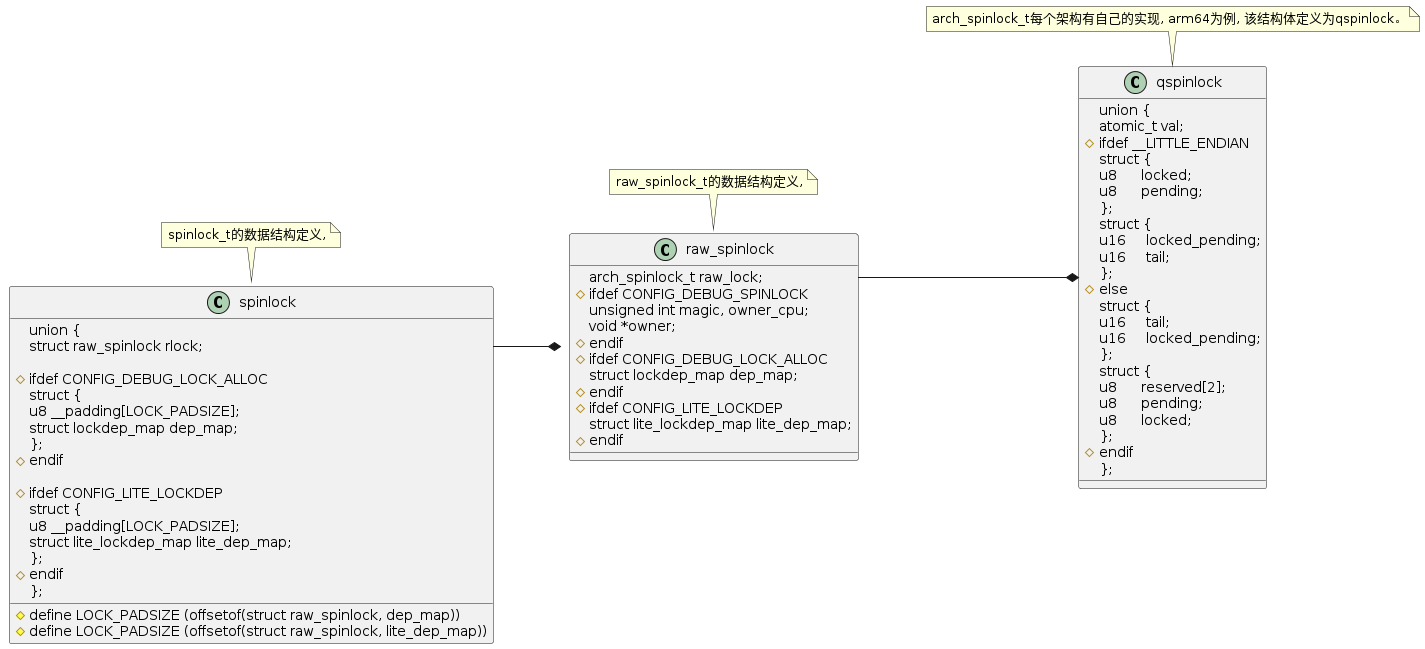 spinlock_t的数据结构定义,
spinlock
union {
struct raw_spinlock rlock;
ifdef CONFIG_DEBUG_LOCK_ALLOC
struct {
u8 __padding[LOCK_PADSIZE];
struct lockdep_map dep_map;
};
endif
ifdef CONFIG_LITE_LOCKDEP
struct {
u8 __padding[LOCK_PADSIZE];
struct lite_lockdep_map lite_dep_map;
};
endif
};
define LOCK_PADSIZE (offsetof(struct raw_spinlock, dep_map))
define LOCK_PADSIZE (offsetof(struct raw_spinlock, lite_dep_map))
raw_spinlock_t的数据结构定义,
raw_spinlock
arch_spinlock_t raw_lock;
ifdef CONFIG_DEBUG_SPINLOCK
unsigned int magic, owner_cpu;
void *owner;
endif
ifdef CONFIG_DEBUG_LOCK_ALLOC
struct lockdep_map dep_map;
endif
ifdef CONFIG_LITE_LOCKDEP
struct lite_lockdep_map lite_dep_map;
endif
arch_spinlock_t每个架构有自己的实现, arm64为例, 该结构体定义为qspinlock。
qspinlock
union {
atomic_t val;
ifdef __LITTLE_ENDIAN
struct {
u8 locked;
u8 pending;
};
struct {
u16 locked_pending;
u16 tail;
};
else
struct {
u16 tail;
u16 locked_pending;
};
struct {
u8 reserved[2];
u8 pending;
u8 locked;
};
endif
};